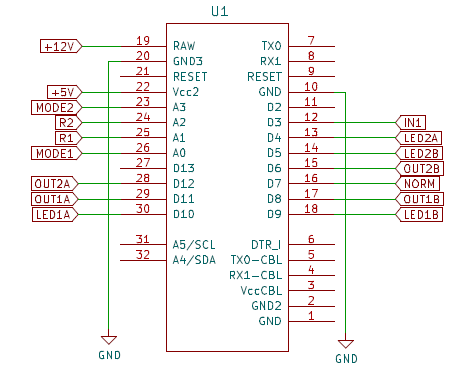 U1
+12V 19 RAW TX0 7
20 GND3 RX1 8
21 RESET RESET 9
+5V 22 Vcc2 GND 10
MODE2 23 A3 D2 11
R2 24 A2 D3 12 IN1
R1 25 A1 D4 13 LED2A
MODE1 26 A0 D5 14 LED2B
27 D13 D6 15 OUT2B
OUT2A 28 D12 D7 16 NORM
OUT1A 29 D11 D8 17 OUT1B
LED1A 30 D10 D9 18 LED1B
31 A5/SCL DTR_I 6
32 A4/SDA TX0-CBL 5
RX1-CBL 4
VccCBL 3
GND2 2
GND 1
GND GND